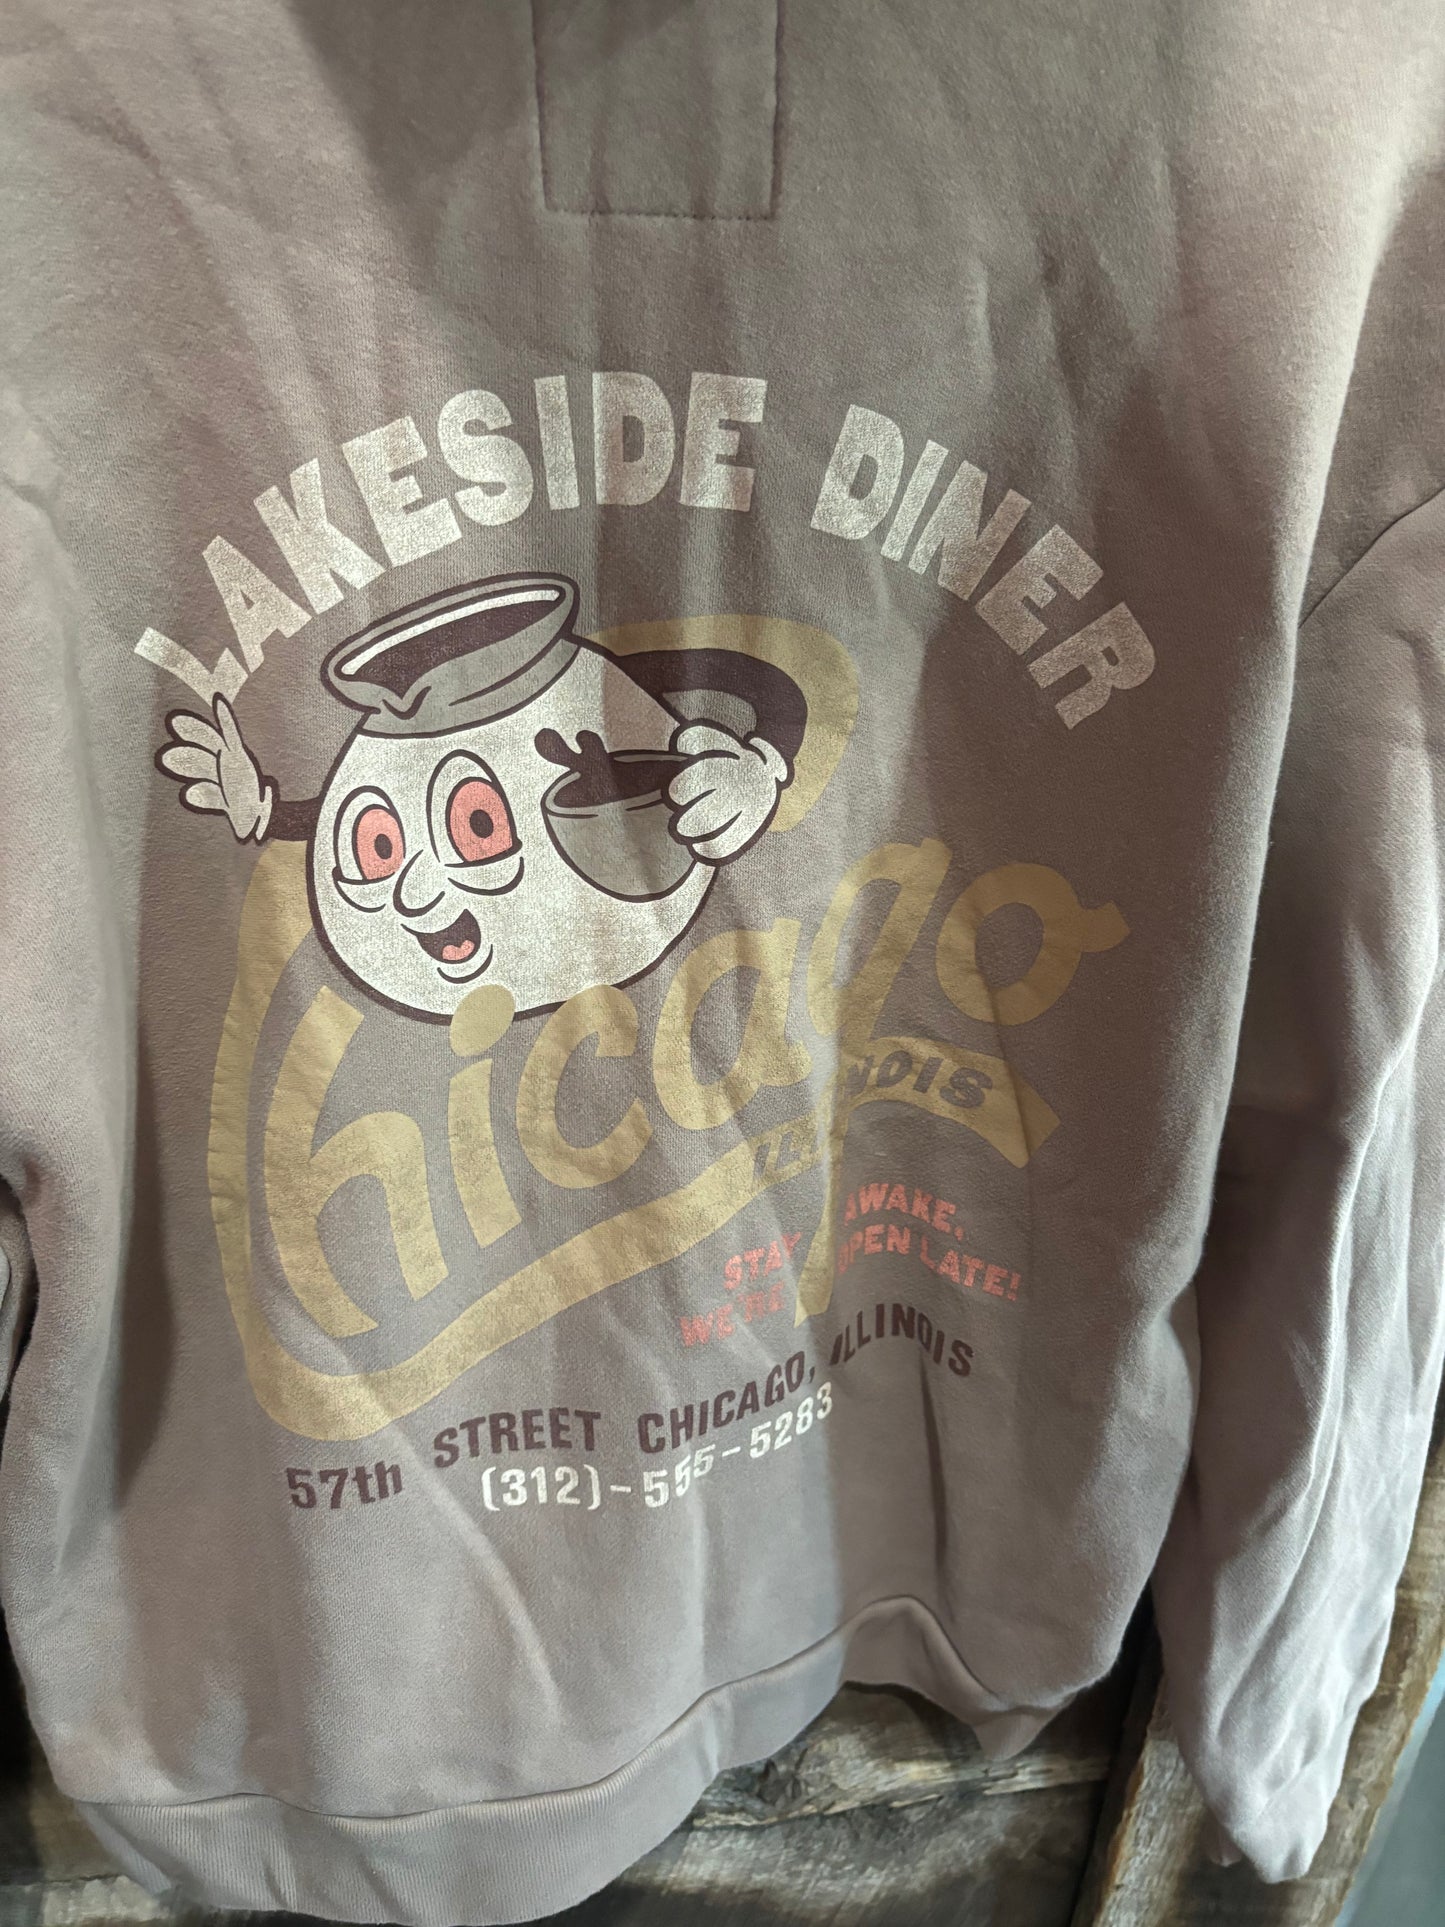 LAKESIDE DINER
Chicago
ILLINOIS
STAY AWAKE,
WE'RE OPEN LATE!
57th STREET CHICAGO, ILLINOIS
(312)-555-5283